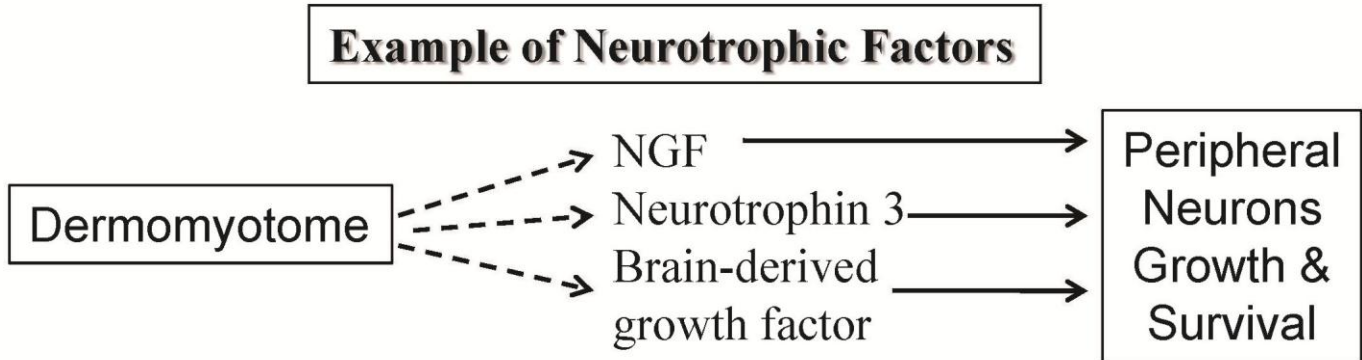 Example of Neurotrophic Factors
Dermomyotome
NGF
Neurotrophin 3
Brain-derived
growth factor
Peripheral
Neurons
Growth &
Survival